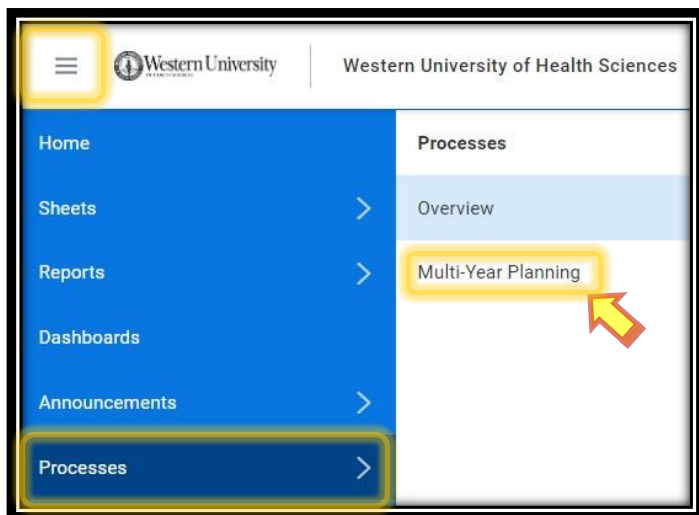 Western University
Western University of Health Sciences
Home
Sheets
Reports
Dashboards
Announcements
Processes
Processes
Overview
Multi-Year Planning